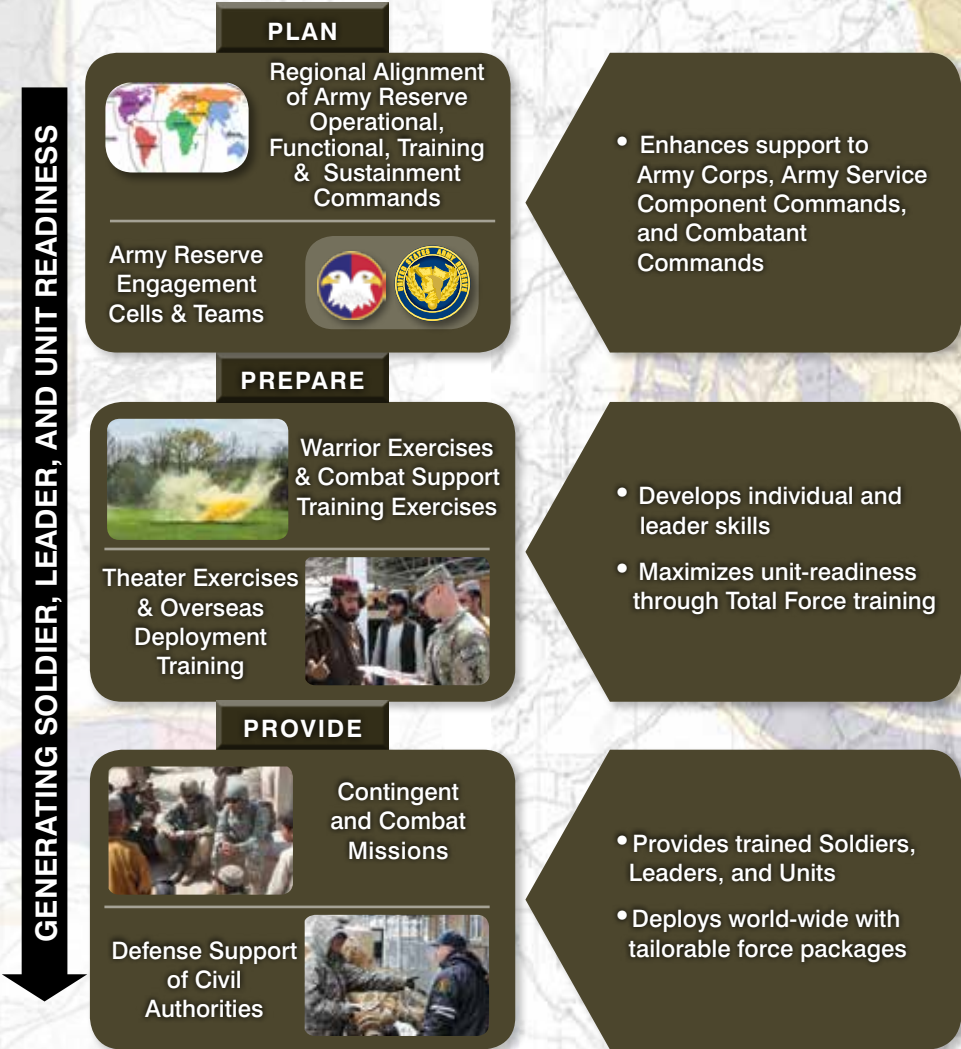 GENERATING SOLDIER, LEADER, AND UNIT READINESS
PLAN
Regional Alignment
of Army Reserve
Operational,
Functional, Training
& Sustainment
Commands
Army Reserve
Engagement
Cells & Teams
UNITED STATES ARMY RESERVE
• Enhances support to
Army Corps, Army Service
Component Commands,
and Combatant
Commands
PREPARE
Warrior Exercises
& Combat Support
Training Exercises
Theater Exercises
& Overseas
Deployment
Training
• Develops individual and
leader skills
• Maximizes unit-readiness
through Total Force training
PROVIDE
Contingent
and Combat
Missions
Defense Support
of Civil
Authorities
• Provides trained Soldiers,
Leaders, and Units
• Deploys world-wide with
tailorable force packages